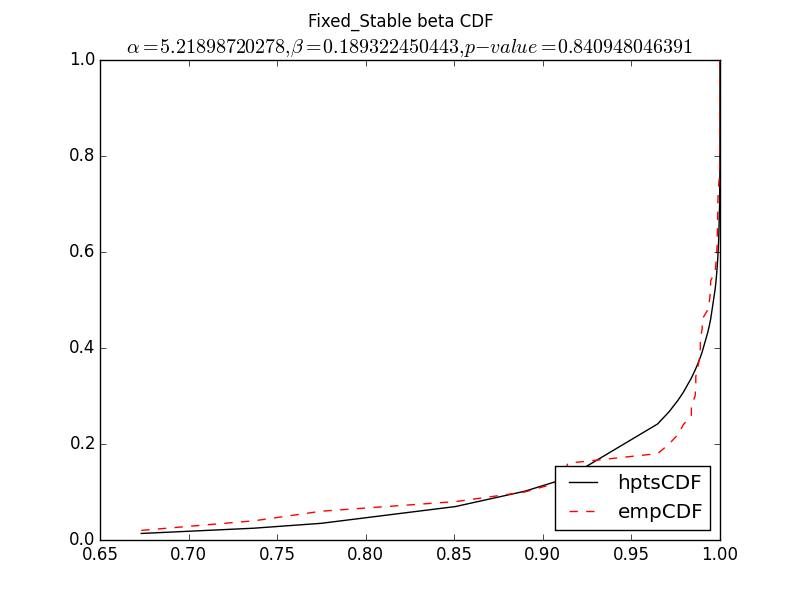 Fixed_Stable beta CDF
α=5.21898720278,β=0.189322450443,p−value=0.840948046391
1.0
0.8
0.6
0.4
0.2
0.0
hptsCDF
empCDF
0.65 0.70 0.75 0.80 0.85 0.90 0.95 1.00